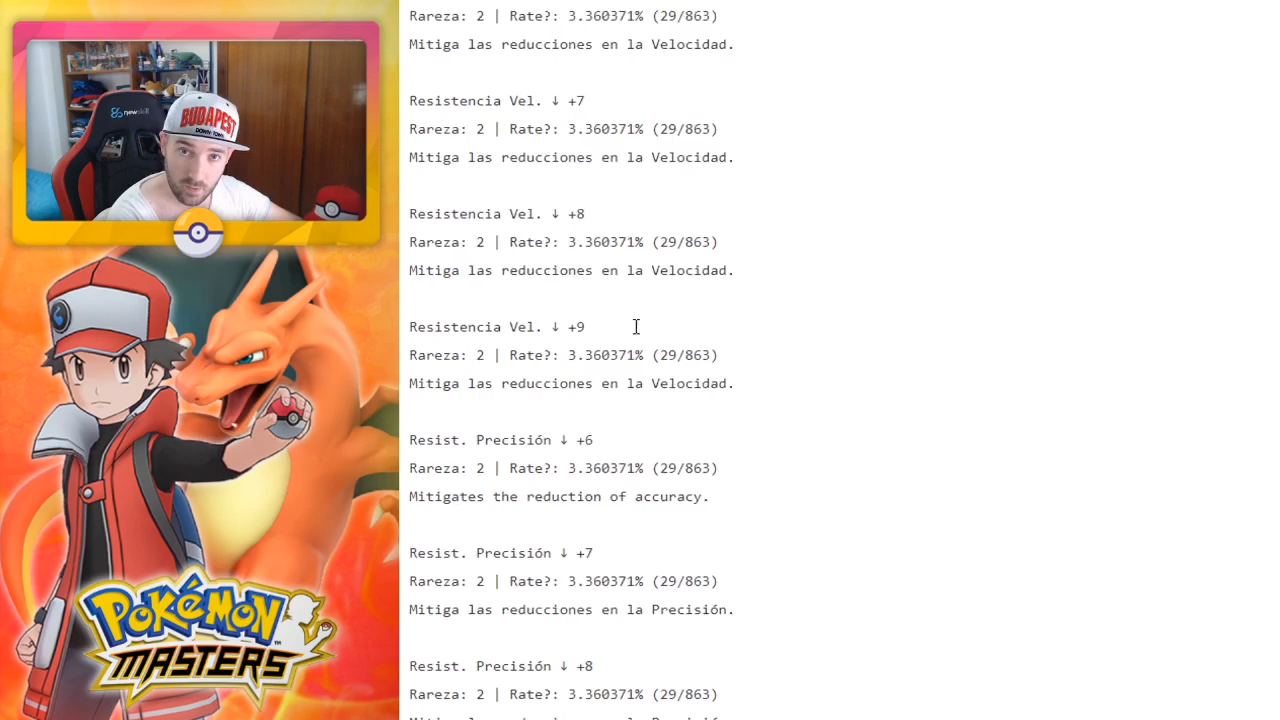 newskill
BUDAPEST
DOWN TOWN
POKéMON
MASTERS
Rareza: 2 | Rate?: 3.360371% (29/863)
Mitiga las reducciones en la Velocidad.
Resistencia Vel. ↓ +7
Rareza: 2 | Rate?: 3.360371% (29/863)
Mitiga las reducciones en la Velocidad.
Resistencia Vel. ↓ +8
Rareza: 2 | Rate?: 3.360371% (29/863)
Mitiga las reducciones en la Velocidad.
Resistencia Vel. ↓ +9
Rareza: 2 | Rate?: 3.360371% (29/863)
Mitiga las reducciones en la Velocidad.
Resist. Precisión ↓ +6
Rareza: 2 | Rate?: 3.360371% (29/863)
Mitigates the reduction of accuracy.
Resist. Precisión ↓ +7
Rareza: 2 | Rate?: 3.360371% (29/863)
Mitiga las reducciones en la Precisión.
Resist. Precisión ↓ +8
Rareza: 2 | Rate?: 3.360371% (29/863)